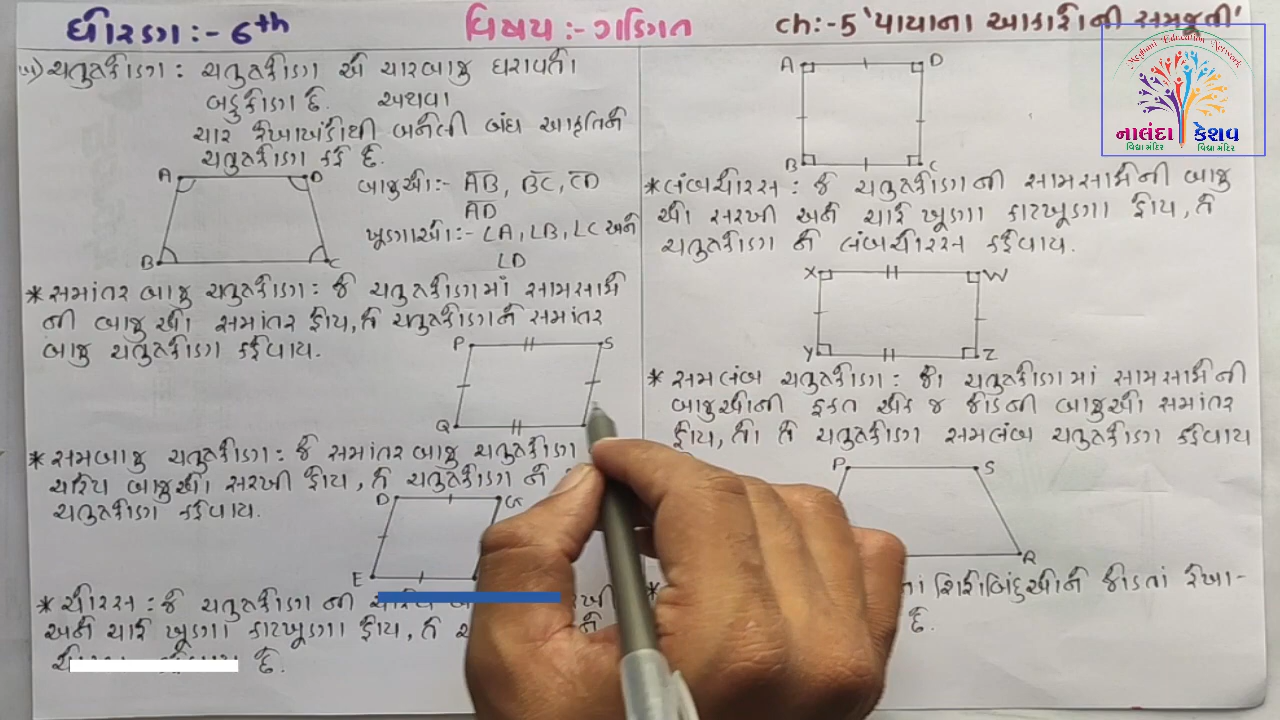 ધોરણ :- 6th વિષય :- ગણિત ch:-5 'પાયાના આકારોની સમજૂતી'
ચતુષ્કોણ : ચતુષ્કોણ એ ચારબાજુ ધરાવતા
બહુકોણ છે. અથવા
ચાર રેખાખંડોથી બનેલી બંધ આકૃતિને
ચતુષ્કોણ કહે છે.
A D
B C
બાજુઓ :- AB, BC, CD
AD
ખૂણાઓ :- ∠A, ∠B, ∠C અને
∠D
* સમાંતર બાજુ ચતુષ્કોણ : જે ચતુષ્કોણમાં સામસામે
ની બાજુઓ સમાંતર હોય, તે ચતુષ્કોણને સમાંતર
બાજુ ચતુષ્કોણ કહેવાય.
P S
Q
* સમબાજુ ચતુષ્કોણ : જે સમાંતર બાજુ ચતુષ્કોણ
ચારેય બાજુઓ સરખી હોય, તે ચતુષ્કોણ ને
ચતુષ્કોણ કહેવાય.
D G
E
* ચોરસ : જે ચતુષ્કોણ ની
અને ચારે ખૂણા કાટખૂણા હોય, તે
છે.
A D
B C
* લંબચોરસ : જે ચતુષ્કોણ ની સામસામેની બાજુ
ઓ સરખી અને ચારે ખૂણા કાટખૂણા હોય, તે
ચતુષ્કોણ ને લંબચોરસ કહેવાય.
X W
Y Z
* સમલંબ ચતુષ્કોણ : જો ચતુષ્કોણમાં સામસામેની
બાજુઓની ફક્ત એક જ જોડની બાજુઓ સમાંતર
હોય, તો તે ચતુષ્કોણ સમલંબ ચતુષ્કોણ કહેવાય
P S
R
શિરોબિંદુઓને જોડતાં રેખા-
છે.
Meghani Education Network
નાલંદા કેશવ
વિદ્યા મંદિર વિદ્યા મંદિર